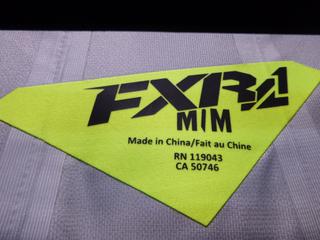 FXR
M/M
Made in China/Fait au Chine
RN 119043
CA 50746